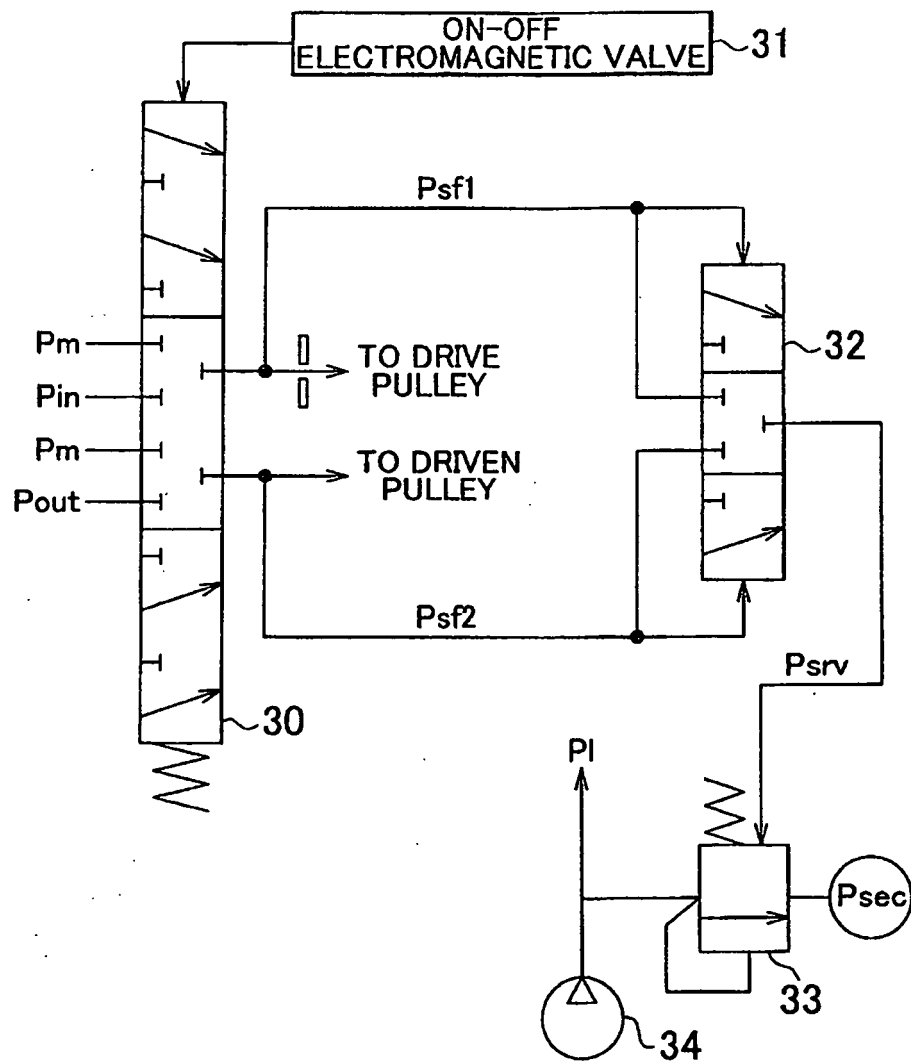 ON-OFF
ELECTROMAGNETIC VALVE
31
Psf1
Pm
Pin
Pm
Pout
TO DRIVE
PULLEY
TO DRIVEN
PULLEY
32
Psf2
30
Psrv
Pl
Psec
33
34